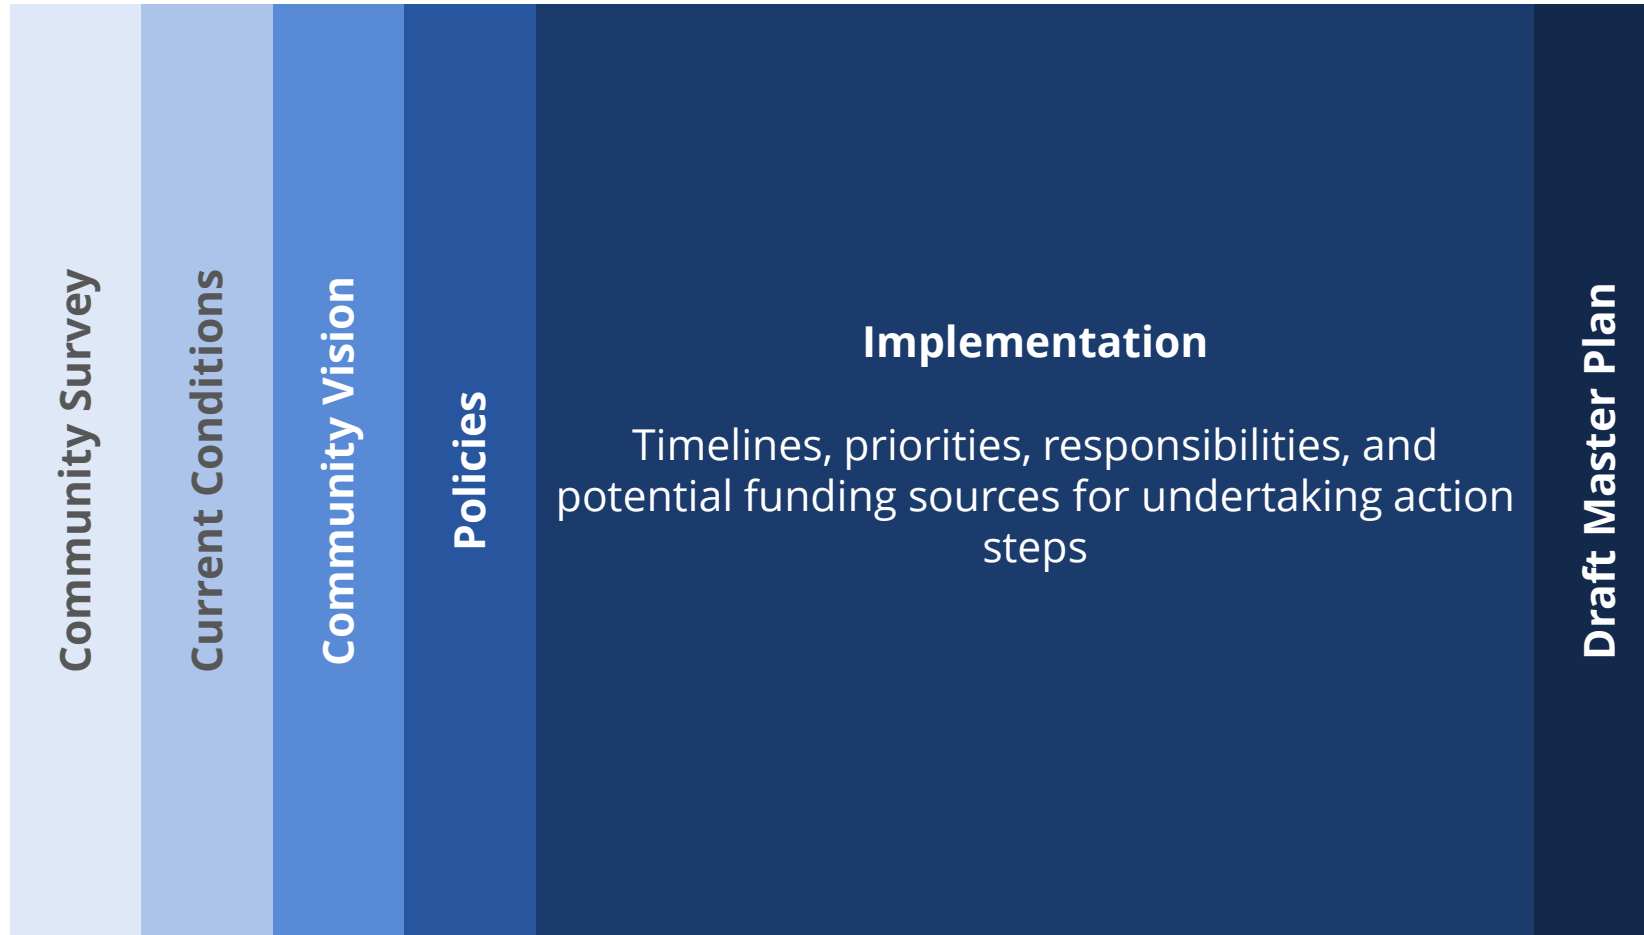 Community Survey
Current Conditions
Community Vision
Policies
Implementation
Timelines, priorities, responsibilities, and
potential funding sources for undertaking action
steps
Draft Master Plan